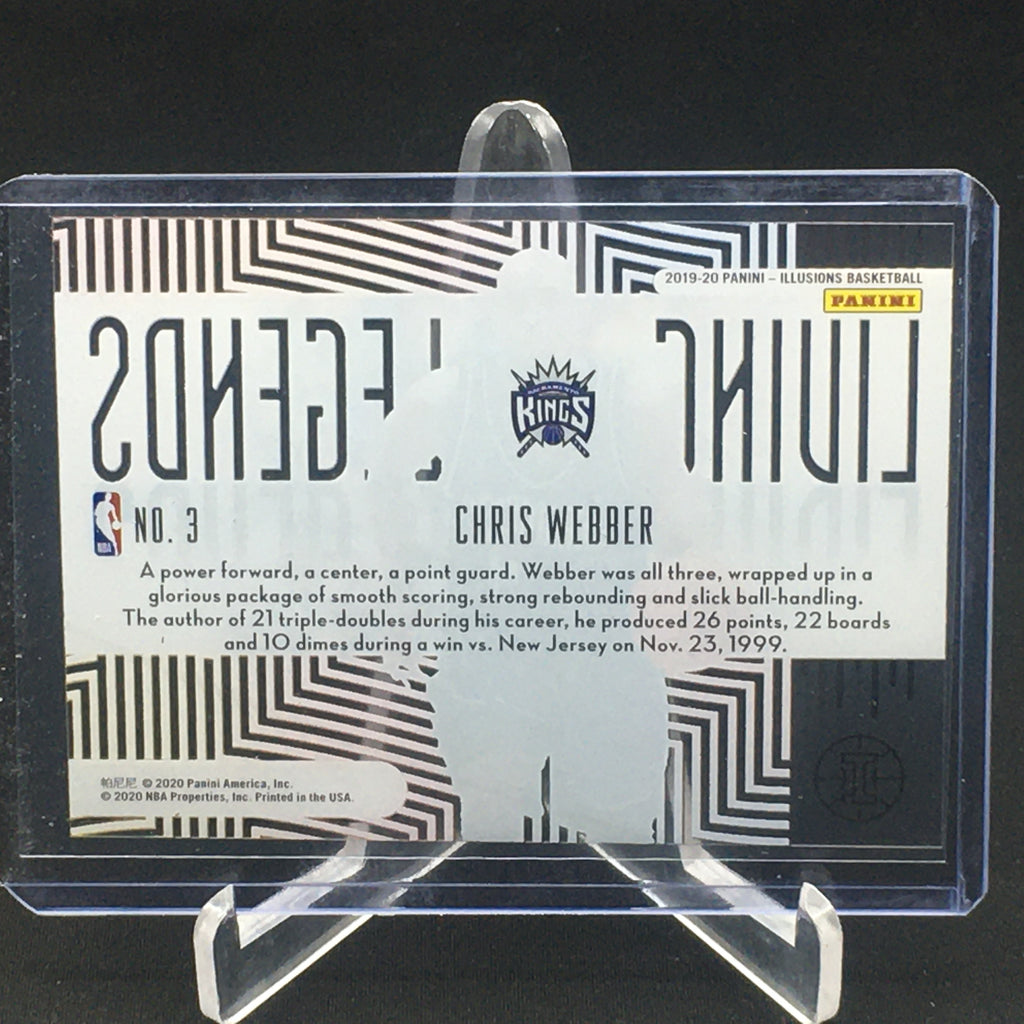 2019-20 PANINI – ILLUSIONS BASKETBALL
PANINI
LIVING LEGENDS
SACRAMENTO
KINGS
NBA
NO. 3
CHRIS WEBBER
A power forward, a center, a point guard. Webber was all three, wrapped up in a
glorious package of smooth scoring, strong rebounding and slick ball-handling.
The author of 21 triple-doubles during his career, he produced 26 points, 22 boards
and 10 dimes during a win vs. New Jersey on Nov. 23, 1999.
帕尼尼 © 2020 Panini America, Inc.
© 2020 NBA Properties, Inc. Printed in the USA.